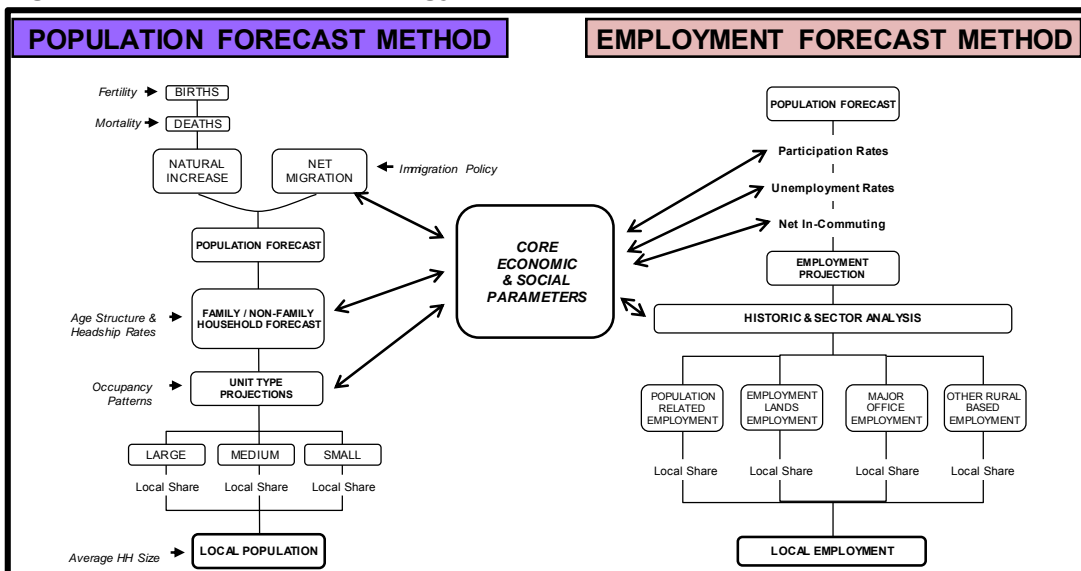 POPULATION FORECAST METHOD
Fertility
BIRTHS
Mortality
DEATHS
NATURAL
INCREASE
NET
MIGRATION
Immigration Policy
POPULATION FORECAST
Age Structure &
Headship Rates
FAMILY / NON-FAMILY
HOUSEHOLD FORECAST
Occupancy
Patterns
UNIT TYPE
PROJECTIONS
LARGE
MEDIUM
SMALL
Local Share
Local Share
Local Share
Average HH Size
LOCAL POPULATION
CORE
ECONOMIC
& SOCIAL
PARAMETERS
EMPLOYMENT FORECAST METHOD
POPULATION FORECAST
Participation Rates
Unemployment Rates
Net In-Commuting
EMPLOYMENT
PROJECTION
HISTORIC & SECTOR ANALYSIS
POPULATION
RELATED
EMPLOYMENT
EMPLOYMENT
LANDS
EMPLOYMENT
MAJOR
OFFICE
EMPLOYMENT
OTHER RURAL
BASED
EMPLOYMENT
Local Share
Local Share
Local Share
Local Share
LOCAL EMPLOYMENT